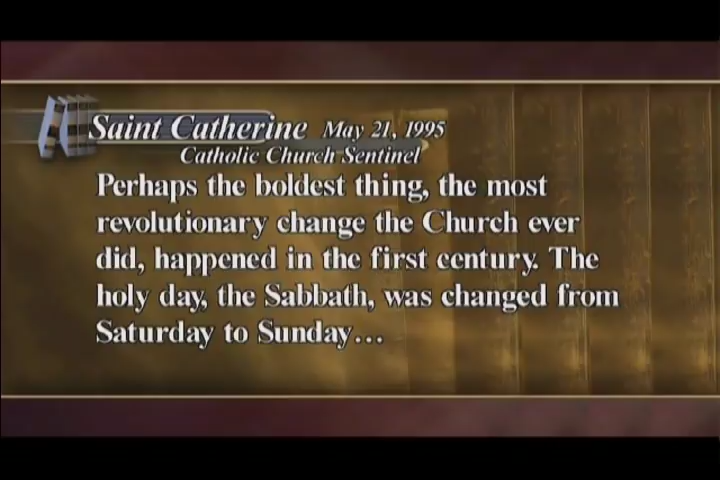 Saint Catherine May 21, 1995
Catholic Church Sentinel
Perhaps the boldest thing, the most
revolutionary change the Church ever
did, happened in the first century. The
holy day, the Sabbath, was changed from
Saturday to Sunday…